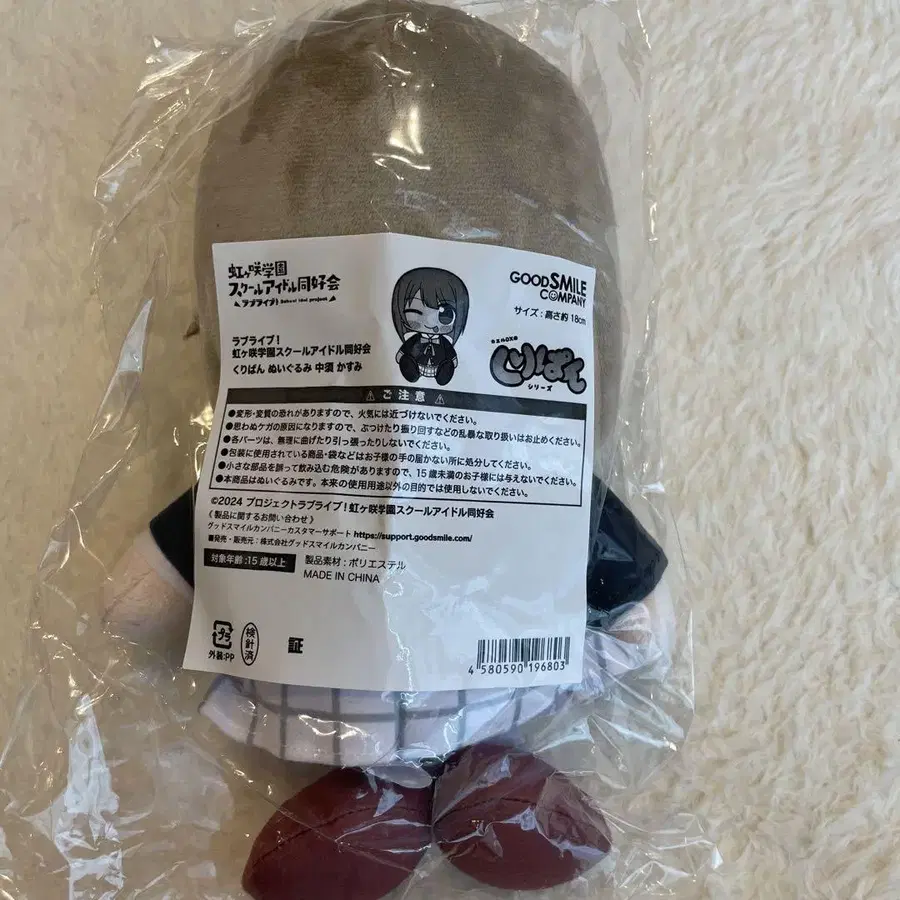 虹ヶ咲学園
スクールアイドル同好会
ラブライブ! School idol project
GOODSMILE
COMPANY
サイズ:高さ約18cm
ラブライブ!
虹ヶ咲学園スクールアイドル同好会
くりぱん ぬいぐるみ 中須 かすみ
くりぱん
シリーズ
⚠ ご注意 ⚠
●変形・変質の恐れがありますので、火気には近づけないでください。
●思わぬケガの原因になりますので、ぶつけたり振り回すなどの乱暴な取り扱いはお止めください。
●各パーツは、無理に曲げたり引っ張ったりしないでください。
●包装に使用されている商品・袋などはお子様の手の届かない所に処分してください。
●小さな部品を誤って飲み込む危険がありますので、15歳未満のお子様には与えないでください。
●本商品はぬいぐるみです。本来の使用用途以外の目的では使用しないでください。
©2024 プロジェクトラブライブ!虹ヶ咲学園スクールアイドル同好会
《製品に関するお問い合わせ》
グッドスマイルカンパニーカスタマーサポート https://support.goodsmile.com/
■発売・販売元:株式会社グッドスマイルカンパニー
対象年齢:15歳以上
製品素材:ポリエステル
MADE IN CHINA
プラ
外装:PP
検針済
証
4 580590 196803